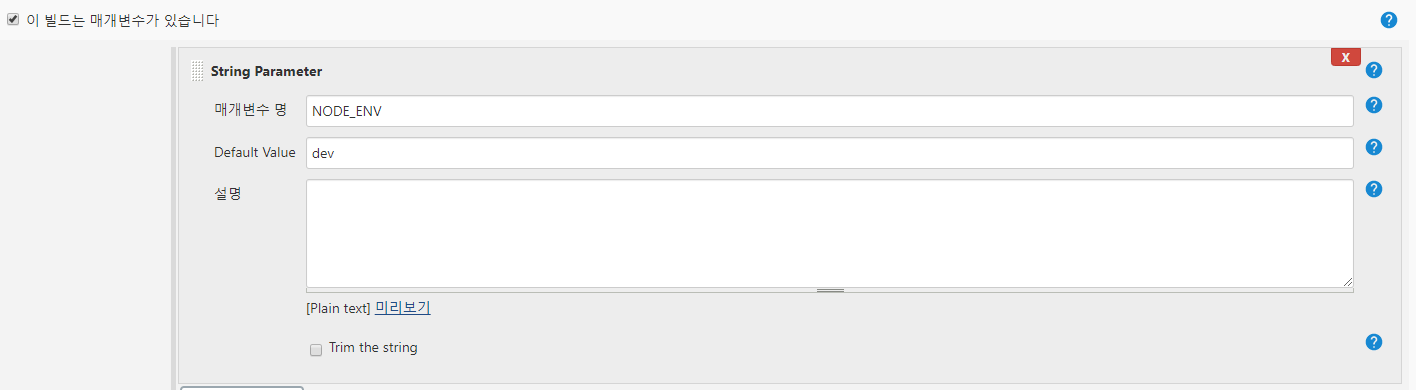 이 빌드는 매개변수가 있습니다
String Parameter
X
매개변수 명
NODE_ENV
Default Value
dev
설명
[Plain text] 미리보기
Trim the string